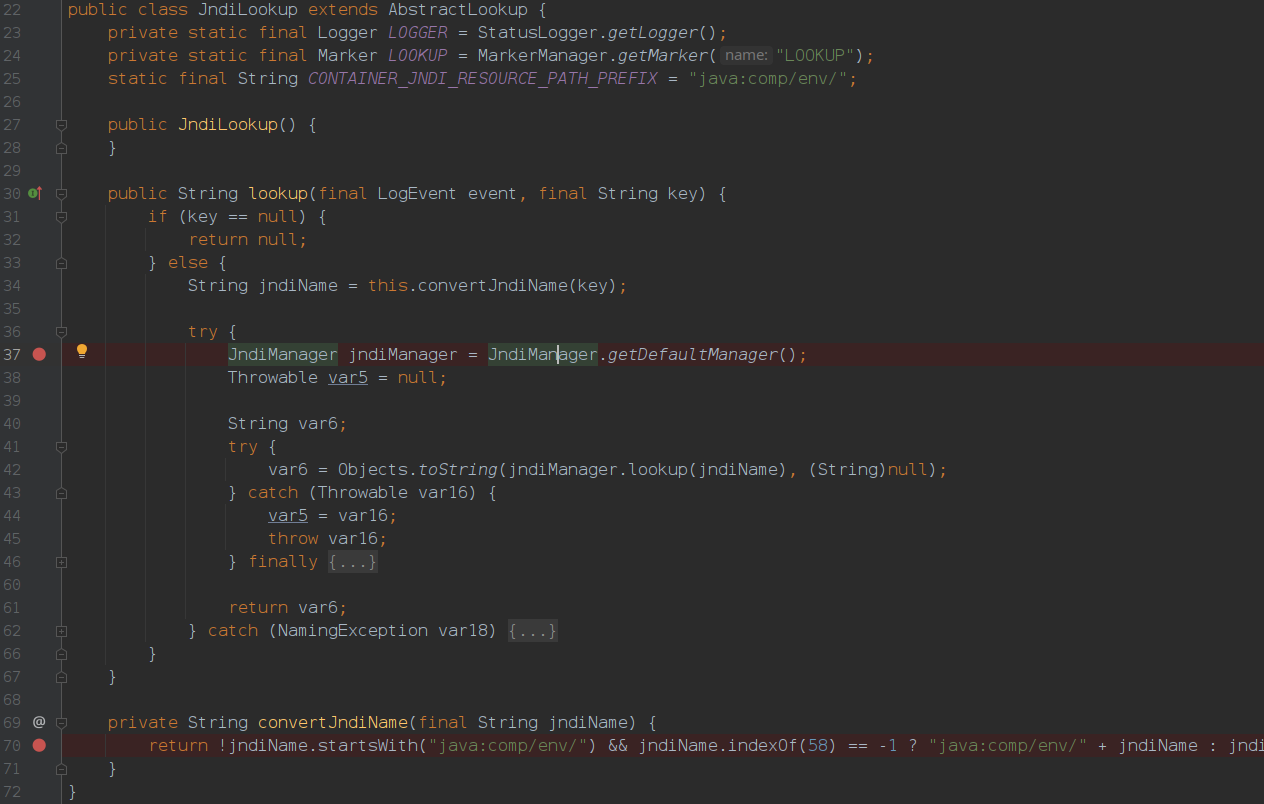 22 public class JndiLookup extends AbstractLookup {
23 private static final Logger LOGGER = StatusLogger.getLogger();
24 private static final Marker LOOKUP = MarkerManager.getMarker( name: "LOOKUP");
25 static final String CONTAINER_JNDI_RESOURCE_PATH_PREFIX = "java:comp/env/";
26
27 public JndiLookup() {
28 }
29
30 public String lookup(final LogEvent event, final String key) {
31 if (key == null) {
32 return null;
33 } else {
34 String jndiName = this.convertJndiName(key);
35
36 try {
37 JndiManager jndiManager = JndiManager.getDefaultManager();
38 Throwable var5 = null;
39
40 String var6;
41 try {
42 var6 = Objects.toString(jndiManager.lookup(jndiName), (String)null);
43 } catch (Throwable var16) {
44 var5 = var16;
45 throw var16;
46 } finally {...}
60
61 return var6;
62 } catch (NamingException var18) {...}
66 }
67 }
68
69 @ private String convertJndiName(final String jndiName) {
70 return !jndiName.startsWith("java:comp/env/") && jndiName.indexOf(58) == -1 ? "java:comp/env/" + jndiName : jndi
71 }
72 }